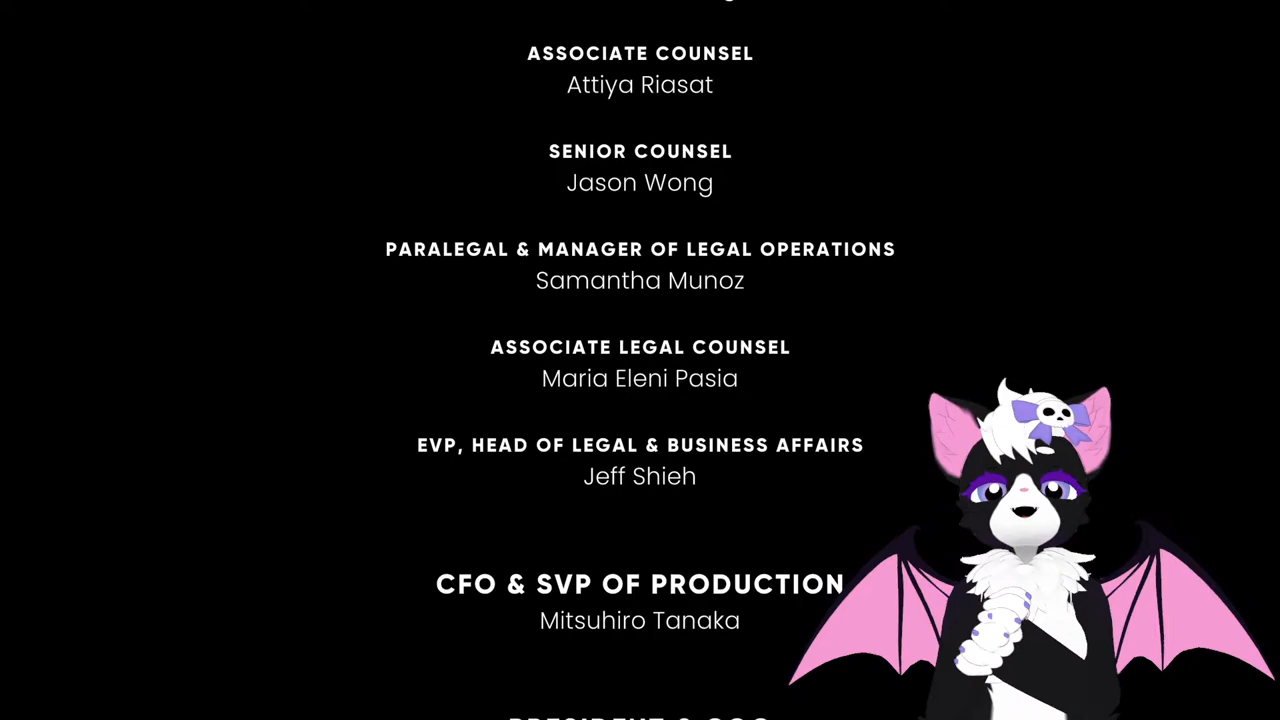 ASSOCIATE COUNSEL
Attiya Riasat
SENIOR COUNSEL
Jason Wong
PARALEGAL & MANAGER OF LEGAL OPERATIONS
Samantha Munoz
ASSOCIATE LEGAL COUNSEL
Maria Eleni Pasia
EVP, HEAD OF LEGAL & BUSINESS AFFAIRS
Jeff Shieh
CFO & SVP OF PRODUCTION
Mitsuhiro Tanaka